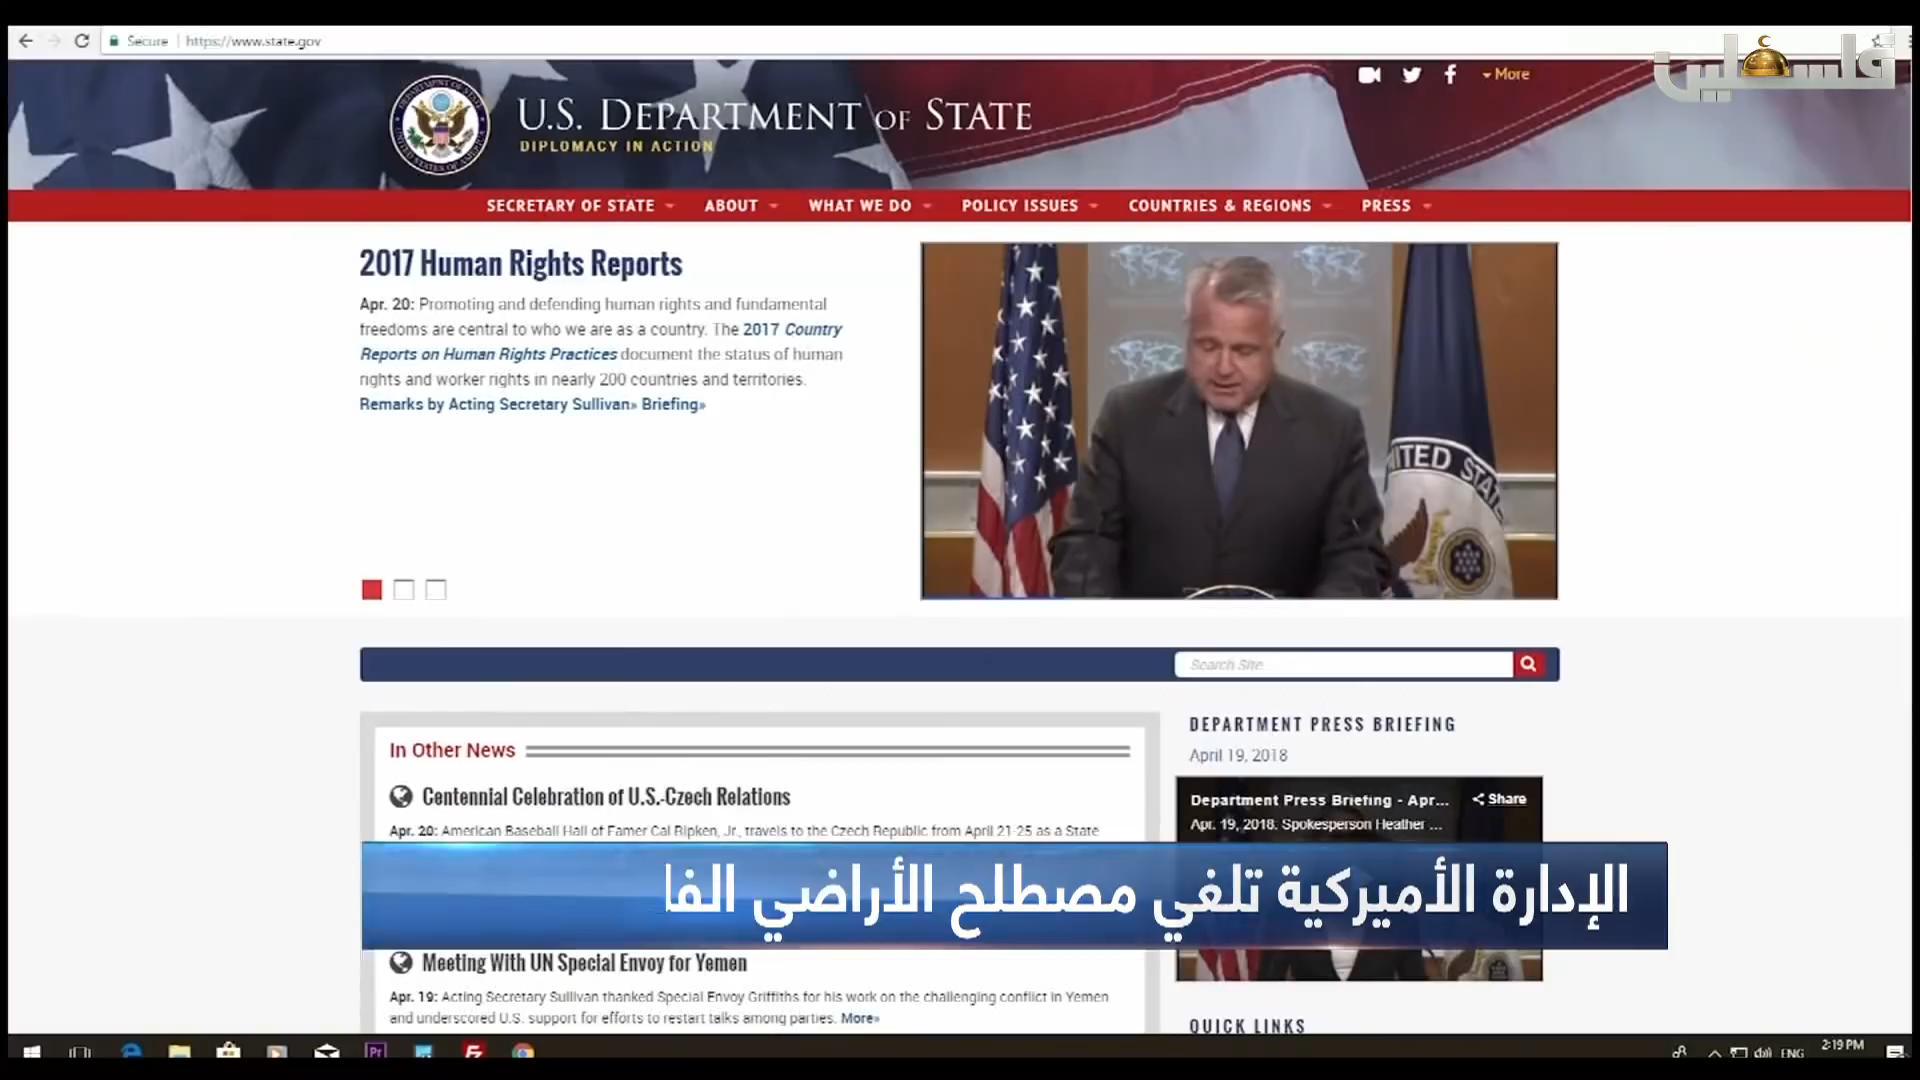 Secure
https://www.state.gov
فلسطين
More
U.S. DEPARTMENT OF STATE
DIPLOMACY IN ACTION
SECRETARY OF STATE
ABOUT
WHAT WE DO
POLICY ISSUES
COUNTRIES & REGIONS
PRESS
2017 Human Rights Reports
Apr. 20: Promoting and defending human rights and fundamental
freedoms are central to who we are as a country. The 2017 Country
Reports on Human Rights Practices document the status of human
rights and worker rights in nearly 200 countries and territories.
Remarks by Acting Secretary Sullivan» Briefing»
ITED STAT
Search Site
In Other News
Centennial Celebration of U.S.-Czech Relations
Apr. 20: American Baseball Hall of Famer Cal Ripken, Jr., travels to the Czech Republic from April 21-25 as a State
DEPARTMENT PRESS BRIEFING
April 19, 2018
Department Press Briefing - Apr...
Share
Apr. 19, 2018: Spokesperson Heather ...
الإدارة الأميركية تلغي مصطلح الأراضي الفا
Meeting With UN Special Envoy for Yemen
Apr. 19: Acting Secretary Sullivan thanked Special Envoy Griffiths for his work on the challenging conflict in Yemen
and underscored U.S. support for efforts to restart talks among parties. More»
QUICK LINKS
Pr
ENG
2:19 PM